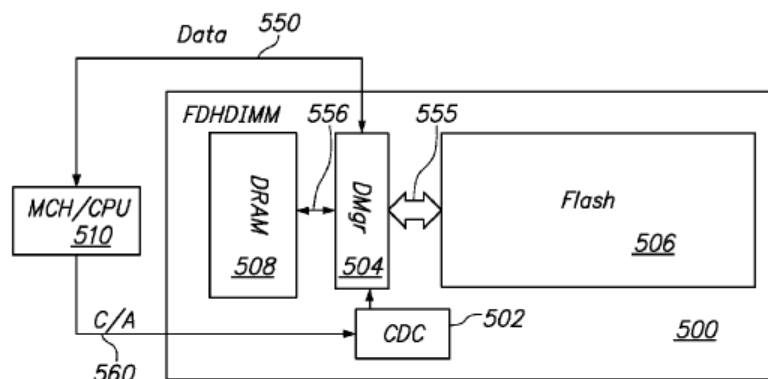 Data
550
FDHDIMM
556
555
MCH/CPU
510
DRAM
508
DMgr
504
Flash
506
C/A
560
CDC
502
500